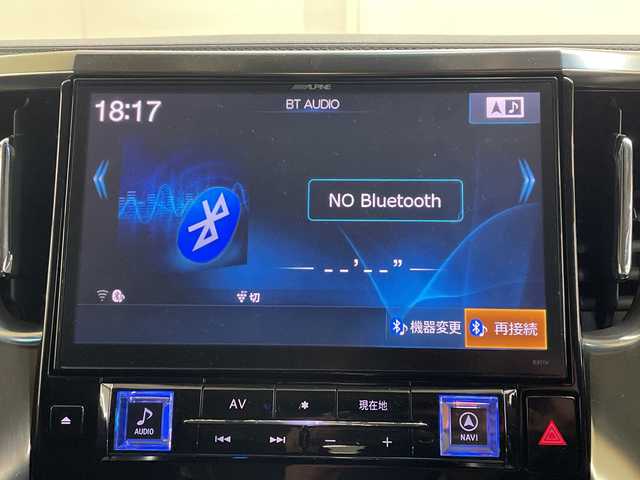 ALPINE
18:17
BT AUDIO
NO Bluetooth
--'--"
切
機器変更
再接続
AV
*
現在地
AUDIO
NAVI
− +